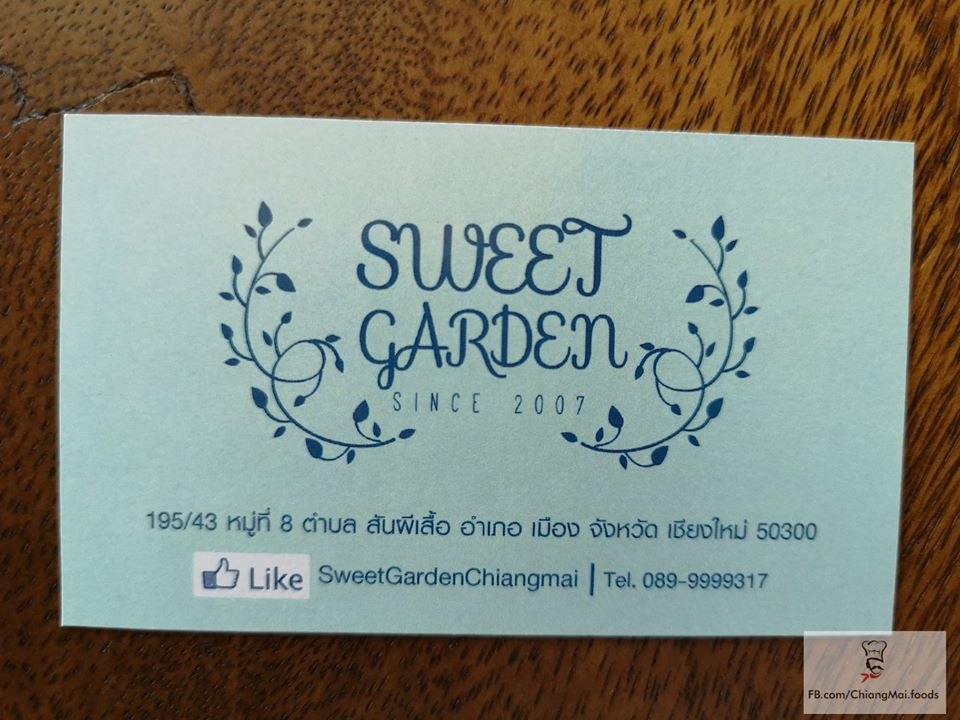 SWEET
GARDEN
SINCE 2007
195/43 หมู่ที่ 8 ตำบล สันผีเสื้อ อำเภอ เมือง จังหวัด เชียงใหม่ 50300
Like SweetGardenChiangmai | Tel. 089-9999317
FB.com/ChiangMai.foods